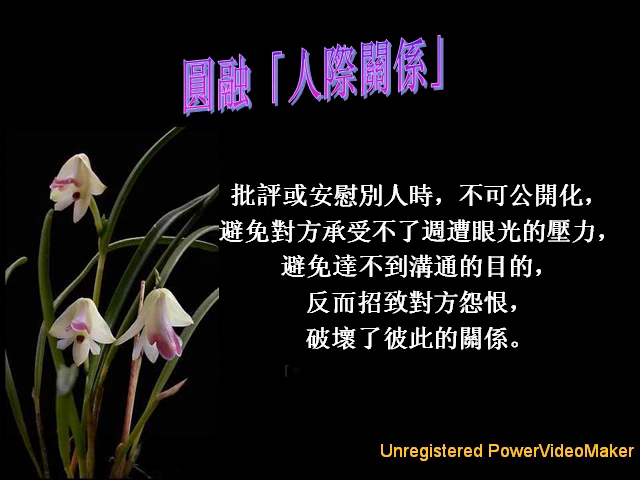 圓融「人際關係」
批評或安慰別人時，不可公開化，
避免對方承受不了週遭眼光的壓力，
避免達不到溝通的目的，
反而招致對方怨恨，
破壞了彼此的關係。
Unregistered PowerVideoMaker